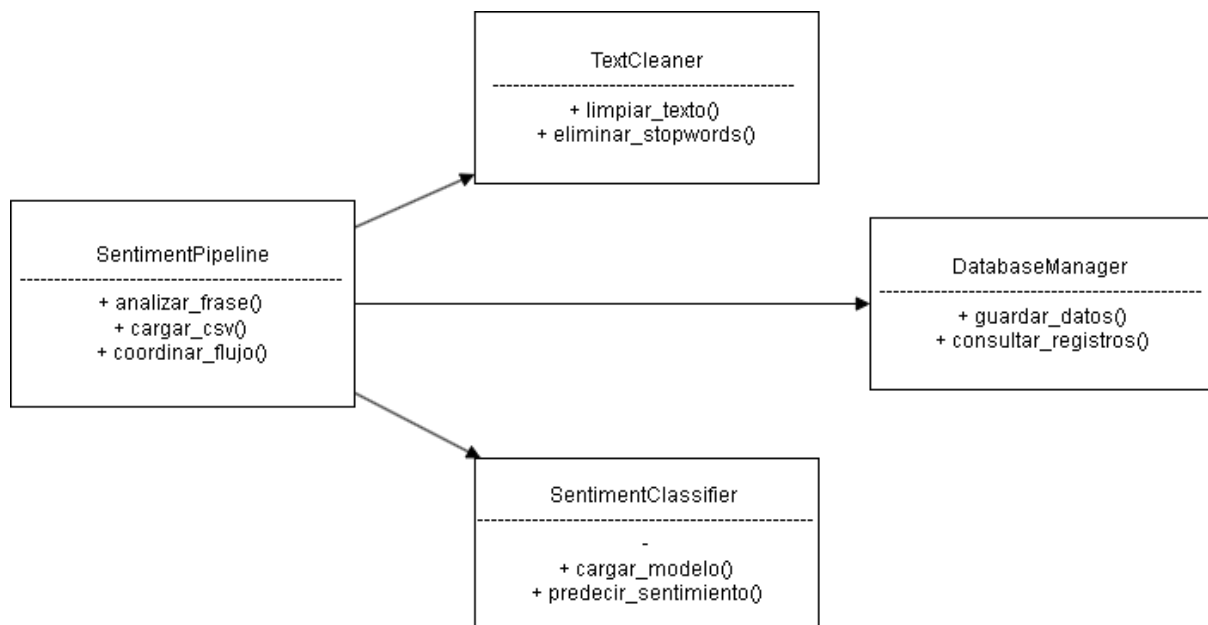 TextCleaner
------------------------------------------
+ limpiar_texto()
+ eliminar_stopwords()
SentimentPipeline
------------------------------------------
+ analizar_frase()
+ cargar_csv()
+ coordinar_flujo()
DatabaseManager
------------------------------------------
+ guardar_datos()
+ consultar_registros()
SentimentClassifier
------------------------------------------
-
+ cargar_modelo()
+ predecir_sentimiento()